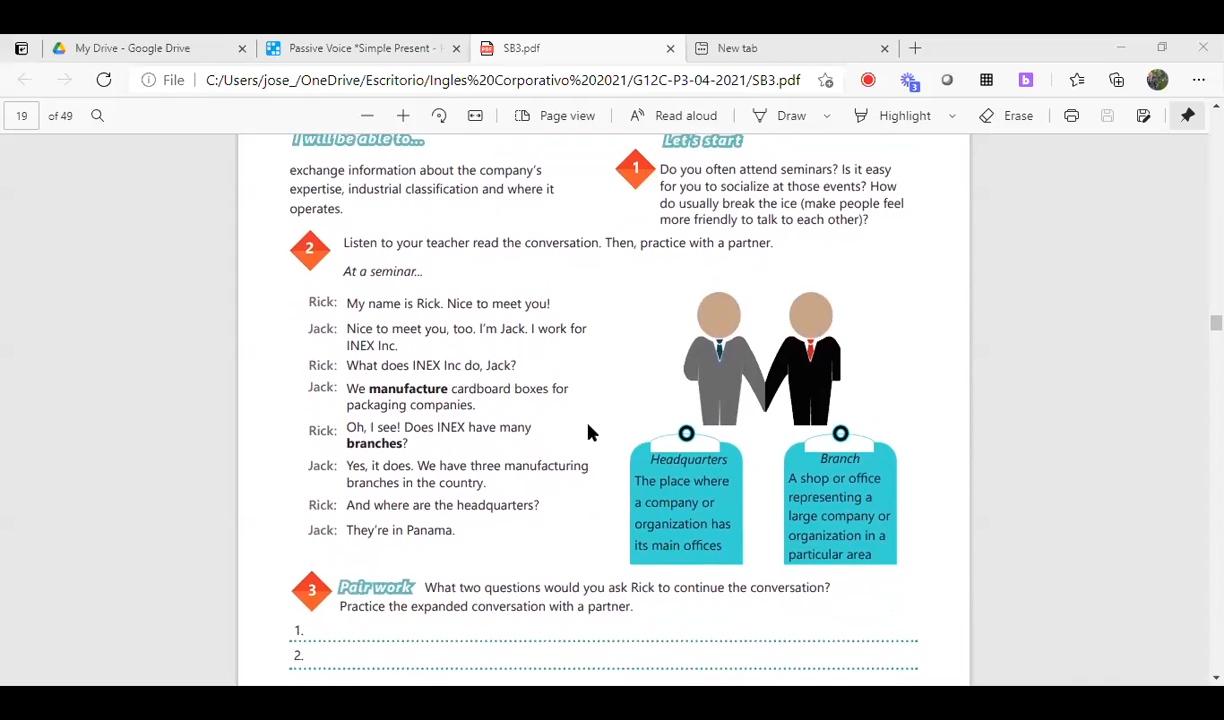 My Drive - Google Drive
Passive Voice *Simple Present -
SB3.pdf
New tab
File
C:/Users/jose_/OneDrive/Escritorio/Ingles%20Corporativo%202021/G12C-P3-04-2021/SB3.pdf
3
b
19 of 49
Page view
Read aloud
Draw
Highlight
Erase
I will be able to...
Let's start
exchange information about the company's
expertise, industrial classification and where it
operates.
1
Do you often attend seminars? Is it easy
for you to socialize at those events? How
do usually break the ice (make people feel
more friendly to talk to each other)?
2
Listen to your teacher read the conversation. Then, practice with a partner.
At a seminar...
Rick: My name is Rick. Nice to meet you!
Jack: Nice to meet you, too. I'm Jack. I work for
INEX Inc.
Rick: What does INEX Inc do, Jack?
Jack: We manufacture cardboard boxes for
packaging companies.
Rick: Oh, I see! Does INEX have many
branches?
Jack: Yes, it does. We have three manufacturing
branches in the country.
Rick: And where are the headquarters?
Jack: They're in Panama.
Headquarters
The place where
a company or
organization has
its main offices
Branch
A shop or office
representing a
large company or
organization in a
particular area
3
Pair work What two questions would you ask Rick to continue the conversation?
Practice the expanded conversation with a partner.
1.
2.